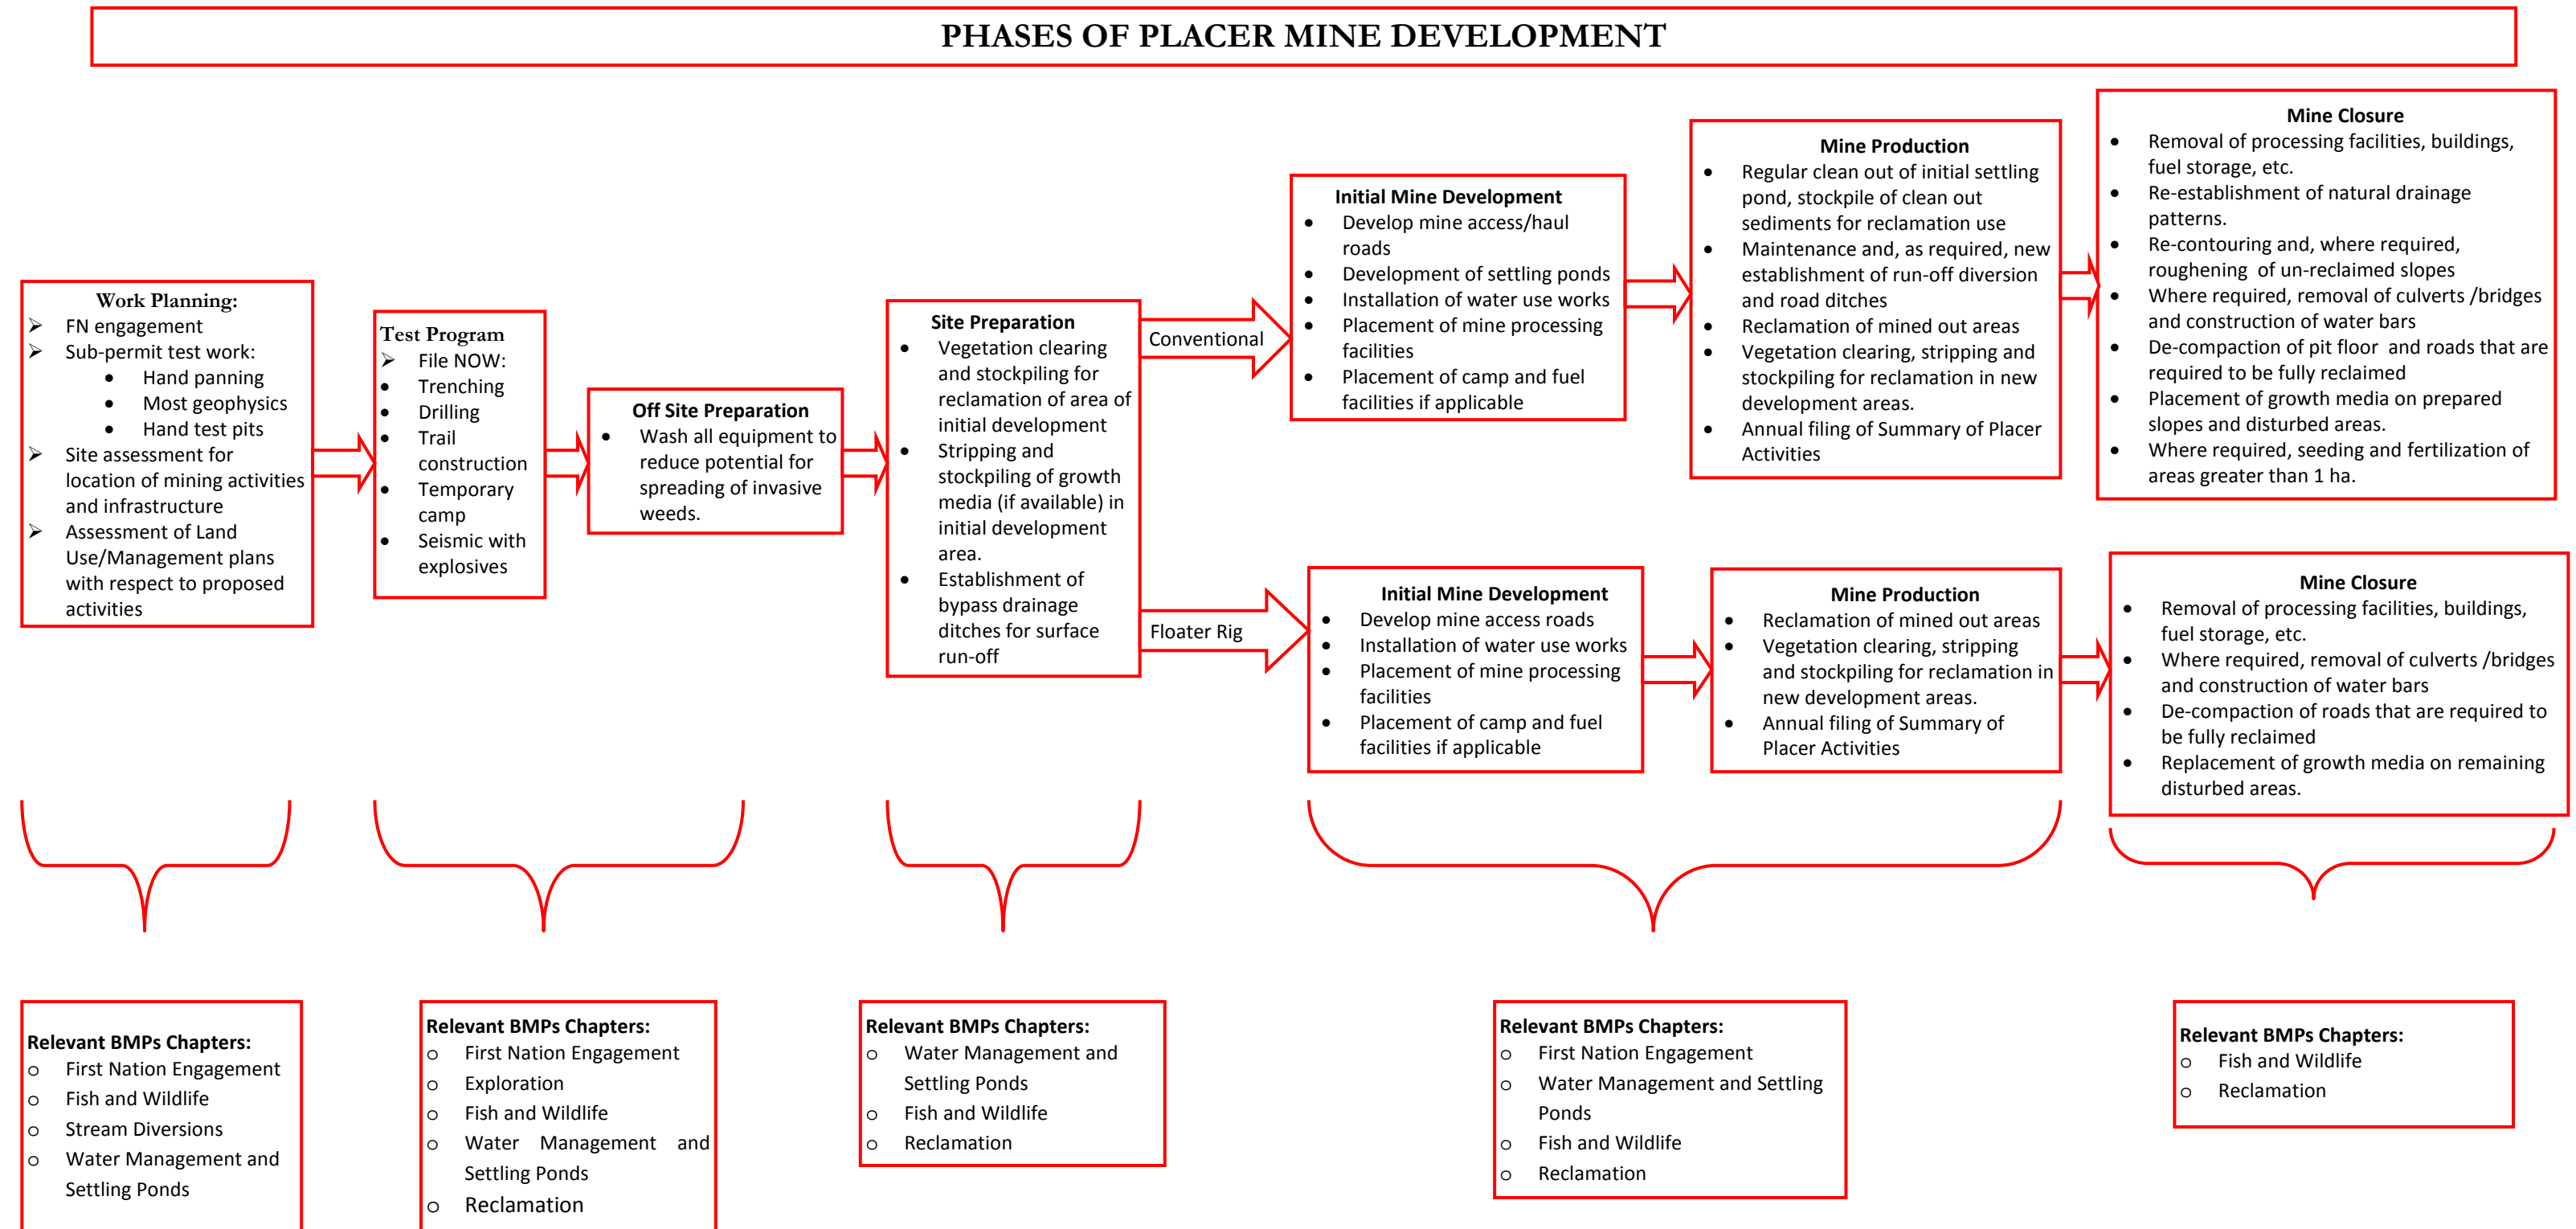 PHASES OF PLACER MINE DEVELOPMENT
Work Planning:
➢ FN engagement
➢ Sub-permit test work:
• Hand panning
• Most geophysics
• Hand test pits
➢ Site assessment for
location of mining activities
and infrastructure
➢ Assessment of Land
Use/Management plans
with respect to proposed
activities
Test Program
➢ File NOW:
• Trenching
• Drilling
• Trail
construction
• Temporary
camp
• Seismic with
explosives
Off Site Preparation
• Wash all equipment to
reduce potential for
spreading of invasive
weeds.
Site Preparation
• Vegetation clearing
and stockpiling for
reclamation of area of
initial development
• Stripping and
stockpiling of growth
media (if available) in
initial development
area.
• Establishment of
bypass drainage
ditches for surface
run-off
Conventional
Initial Mine Development
• Develop mine access/haul
roads
• Development of settling ponds
• Installation of water use works
• Placement of mine processing
facilities
• Placement of camp and fuel
facilities if applicable
Mine Production
• Regular clean out of initial settling
pond, stockpile of clean out
sediments for reclamation use
• Maintenance and, as required, new
establishment of run-off diversion
and road ditches
• Reclamation of mined out areas
• Vegetation clearing, stripping and
stockpiling for reclamation in new
development areas.
• Annual filing of Summary of Placer
Activities
Mine Closure
• Removal of processing facilities, buildings,
fuel storage, etc.
• Re-establishment of natural drainage
patterns.
• Re-contouring and, where required,
roughening of un-reclaimed slopes
• Where required, removal of culverts /bridges
and construction of water bars
• De-compaction of pit floor and roads that are
required to be fully reclaimed
• Placement of growth media on prepared
slopes and disturbed areas.
• Where required, seeding and fertilization of
areas greater than 1 ha.
Floater Rig
Initial Mine Development
• Develop mine access roads
• Installation of water use works
• Placement of mine processing
facilities
• Placement of camp and fuel
facilities if applicable
Mine Production
• Reclamation of mined out areas
• Vegetation clearing, stripping
and stockpiling for reclamation in
new development areas.
• Annual filing of Summary of
Placer Activities
Mine Closure
• Removal of processing facilities, buildings,
fuel storage, etc.
• Where required, removal of culverts /bridges
and construction of water bars
• De-compaction of roads that are required to
be fully reclaimed
• Replacement of growth media on remaining
disturbed areas.
Relevant BMPs Chapters:
o First Nation Engagement
o Fish and Wildlife
o Stream Diversions
o Water Management and
Settling Ponds
Relevant BMPs Chapters:
o First Nation Engagement
o Exploration
o Fish and Wildlife
o Water Management and
Settling Ponds
o Reclamation
Relevant BMPs Chapters:
o Water Management and
Settling Ponds
o Fish and Wildlife
o Reclamation
Relevant BMPs Chapters:
o First Nation Engagement
o Water Management and Settling
Ponds
o Fish and Wildlife
o Reclamation
Relevant BMPs Chapters:
o Fish and Wildlife
o Reclamation